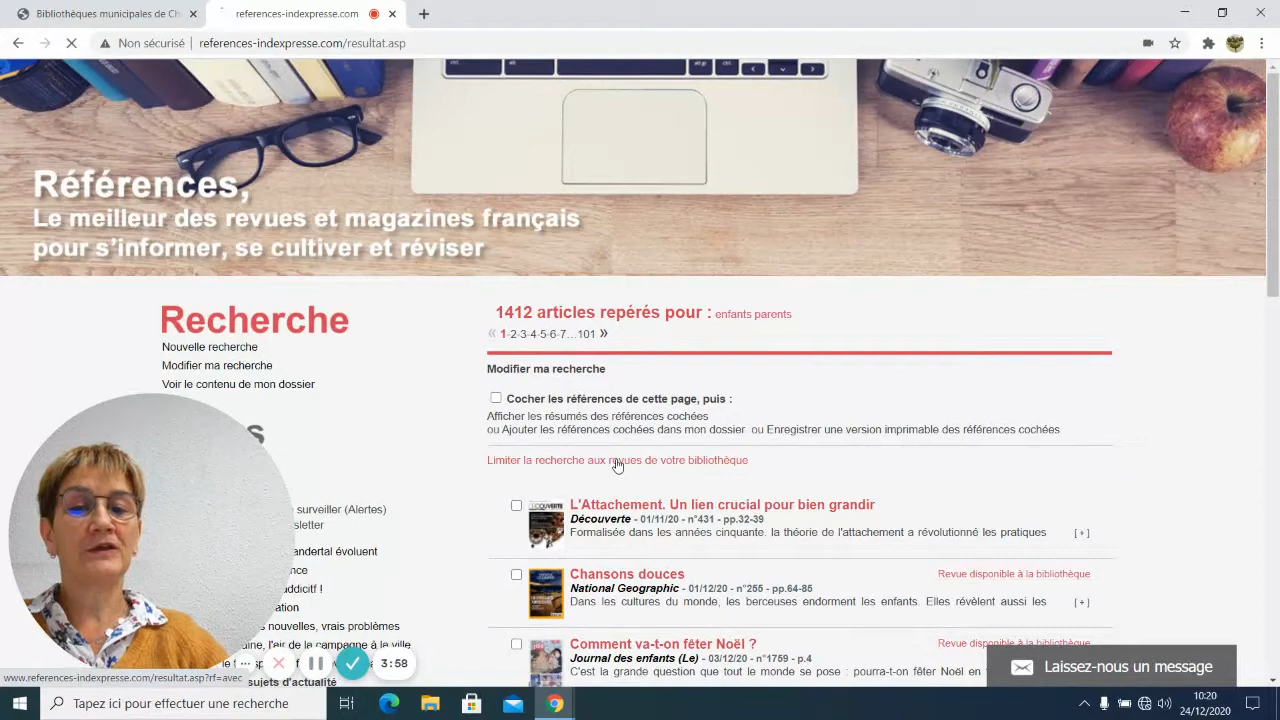 Bibliothèques municipales de Ch
references-indexpresse.com
Non sécurisé
references-indexpresse.com/resultat.asp
Références,
Le meilleur des revues et magazines français
pour s'informer, se cultiver et réviser
Recherche
Nouvelle recherche
Modifier ma recherche
Voir le contenu de mon dossier
s
surveiller (Alertes)
sletter
andertal évoluent
addicitf !
ation
nouvelles, vrais problèmes
ine, l'air de la campagne à la ville
sujets d'actualité
1412 articles repérés pour : enfants parents
« 1-2-3-4-5-6-7…101 »
Modifier ma recherche
Cocher les références de cette page, puis :
Afficher les résumés des références cochées
ou Ajouter les références cochées dans mon dossier ou Enregistrer une version imprimable des références cochées
Limiter la recherche aux revues de votre bibliothèque
L'Attachement. Un lien crucial pour bien grandir
Découverte - 01/11/20 - n°431 - pp.32-39
Formalisée dans les années cinquante. la théorie de l'attachement a révolutionné les pratiques [+]
Chansons douces
Revue disponible à la bibliothèque
National Geographic - 01/12/20 - n°255 - pp.64-85
Dans les cultures du monde, les berceuses endorment les enfants. Elles révèlent aussi les [+]
Comment va-t-on fêter Noël ?
Revue disponible à la bibliothèque
Journal des enfants (Le) - 03/12/20 - n°1759 - p.4
C'est la grande question que tout le monde se pose : pourra-t-on fêter Noël en
Laissez-nous un message
3:58
www.references-indexpresse.com/resultat.asp?rf=avec
Tapez ici pour effectuer une recherche
10:20
24/12/2020